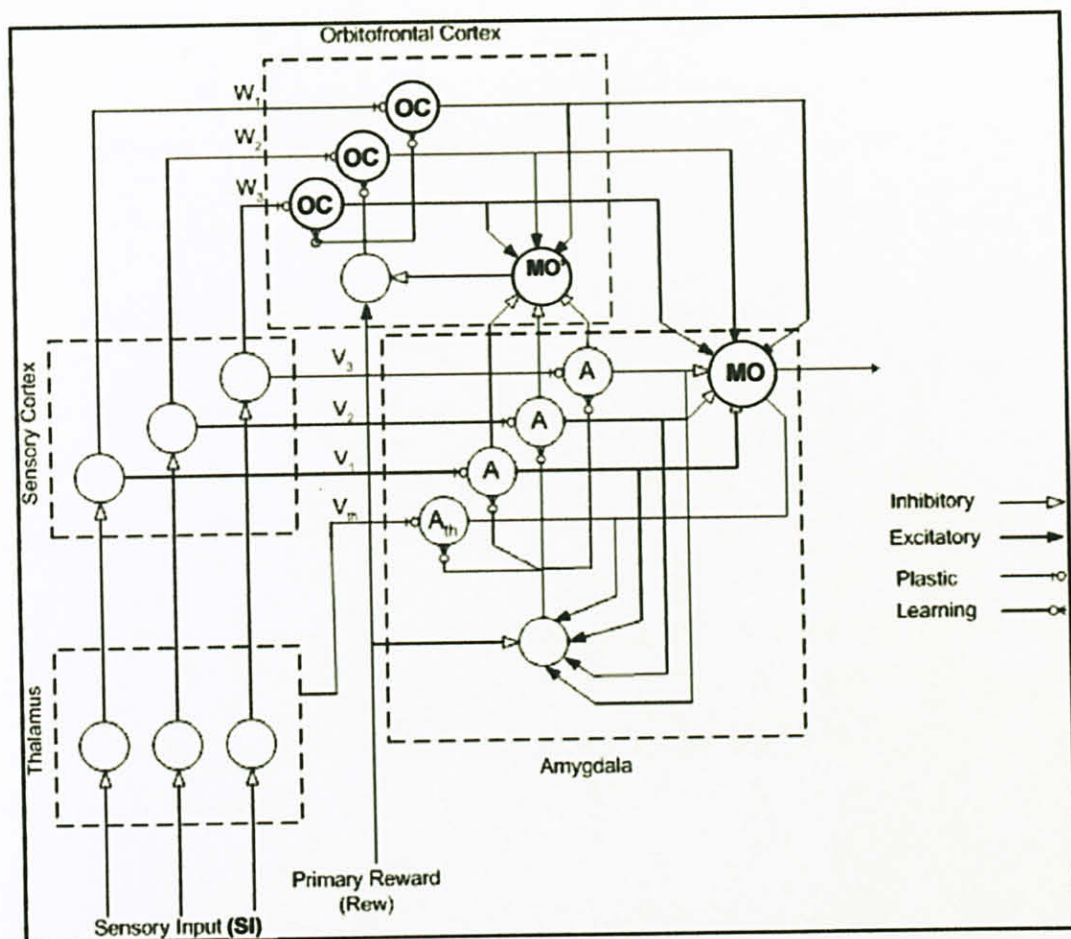 Orbitofrontal Cortex
W1
OC
W2
OC
W3
OC
MO'
Sensory Cortex
V3
A
MO
V2
A
V1
A
Vth
Ath
Inhibitory
Excitatory
Plastic
Learning
Thalamus
Amygdala
Primary Reward
(Rew)
Sensory Input (SI)